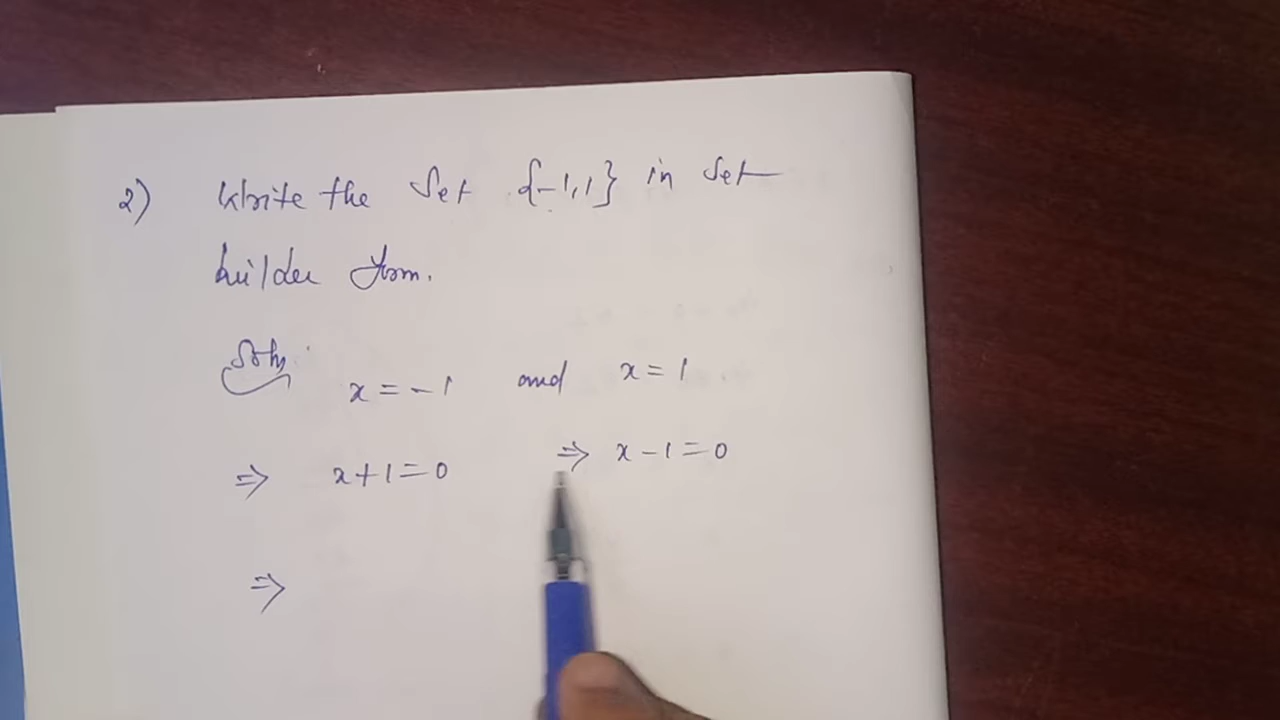 2) Write the Set {-1,1} in Set
builder form.
Soln
x = -1 and x = 1
⇒ x+1=0 ⇒ x-1=0
⇒